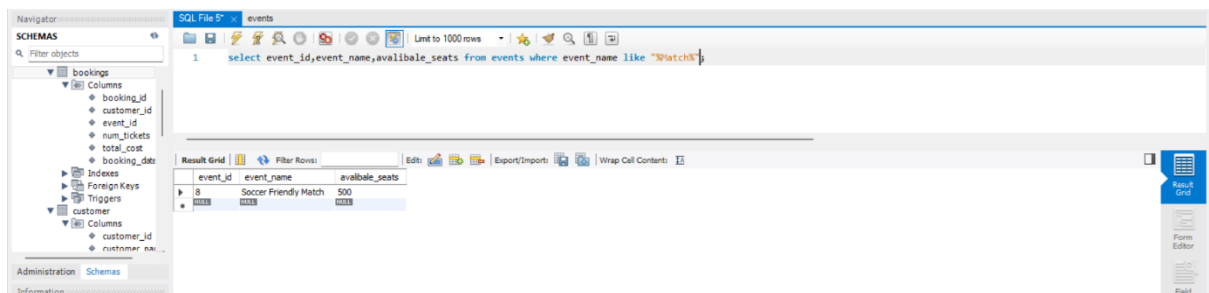 Navigator
SQL File 5* × events
SCHEMAS
Filter objects
Limit to 1000 rows
1 select event_id,event_name,avalibale_seats from events where event_name like "%Match%";
bookings
Columns
booking_id
customer_id
event_id
num_tickets
total_cost
booking_date
Indexes
Foreign Keys
Triggers
customer
Columns
customer_id
Administration Schemas
Information
Result Grid Filter Rows: Edit: Export/Import: Wrap Cell Content:
event_id event_name avalibale_seats
8 Soccer Friendly Match 500
NULL NULL NULL
Result
Grid
Form
Editor
Field